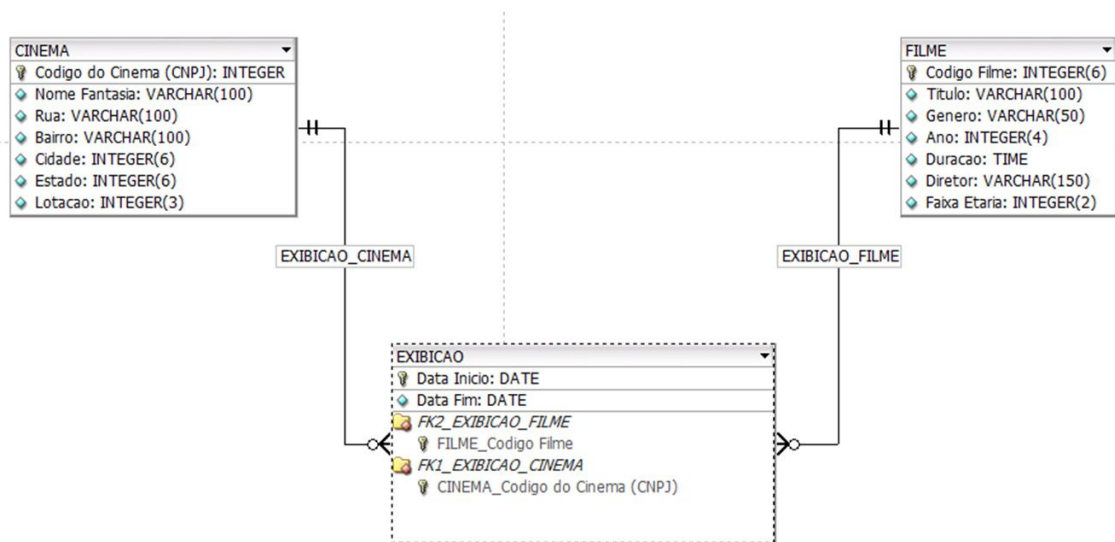 CINEMA
Codigo do Cinema (CNPJ): INTEGER
Nome Fantasia: VARCHAR(100)
Rua: VARCHAR(100)
Bairro: VARCHAR(100)
Cidade: INTEGER(6)
Estado: INTEGER(6)
Lotacao: INTEGER(3)
FILME
Codigo Filme: INTEGER(6)
Titulo: VARCHAR(100)
Genero: VARCHAR(50)
Ano: INTEGER(4)
Duracao: TIME
Diretor: VARCHAR(150)
Faixa Etaria: INTEGER(2)
EXIBICAO_CINEMA
EXIBICAO_FILME
EXIBICAO
Data Inicio: DATE
Data Fim: DATE
FK2_EXIBICAO_FILME
FILME_Codigo Filme
FK1_EXIBICAO_CINEMA
CINEMA_Codigo do Cinema (CNPJ)